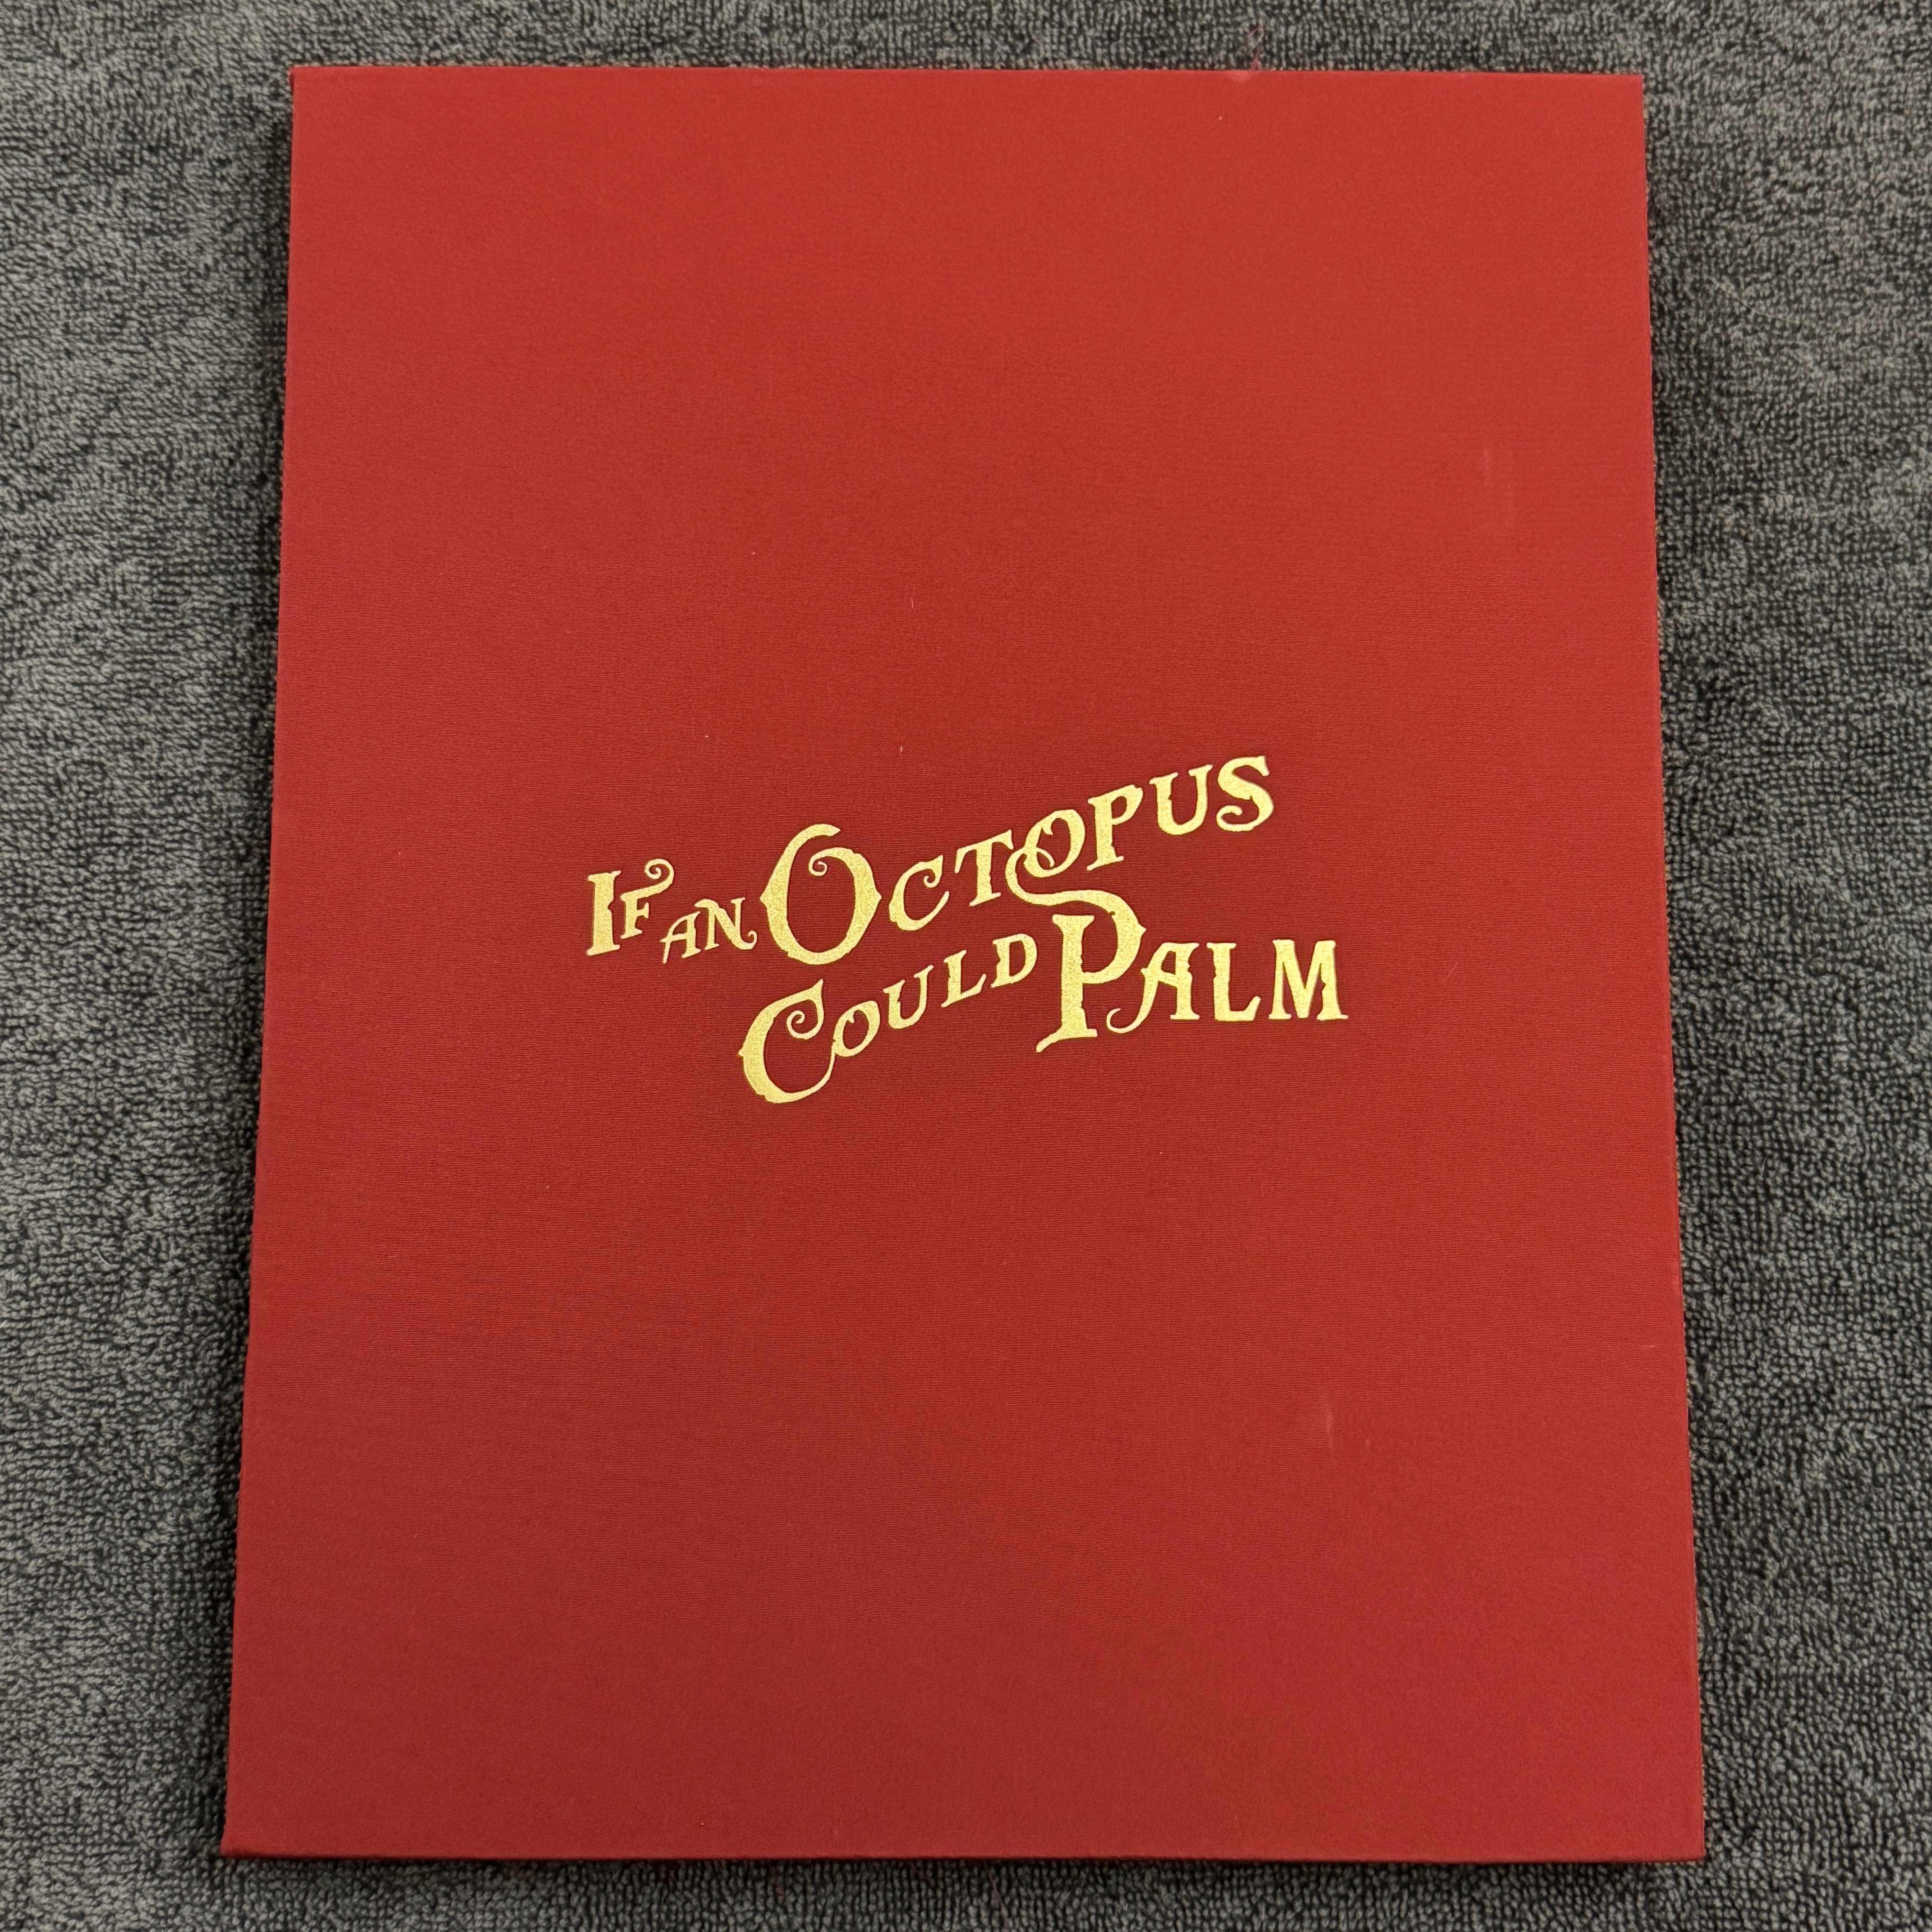 If an Octopus
Could Palm